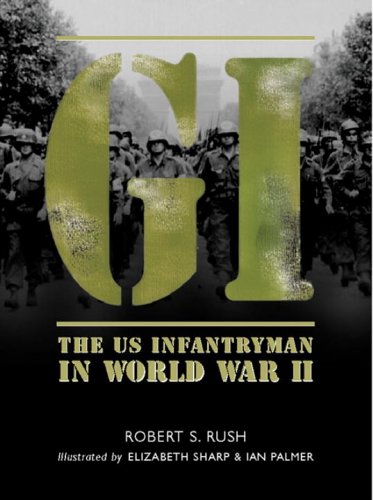 GI
THE US INFANTRYMAN
IN WORLD WAR II
ROBERT S. RUSH
Illustrated by ELIZABETH SHARP & IAN PALMER